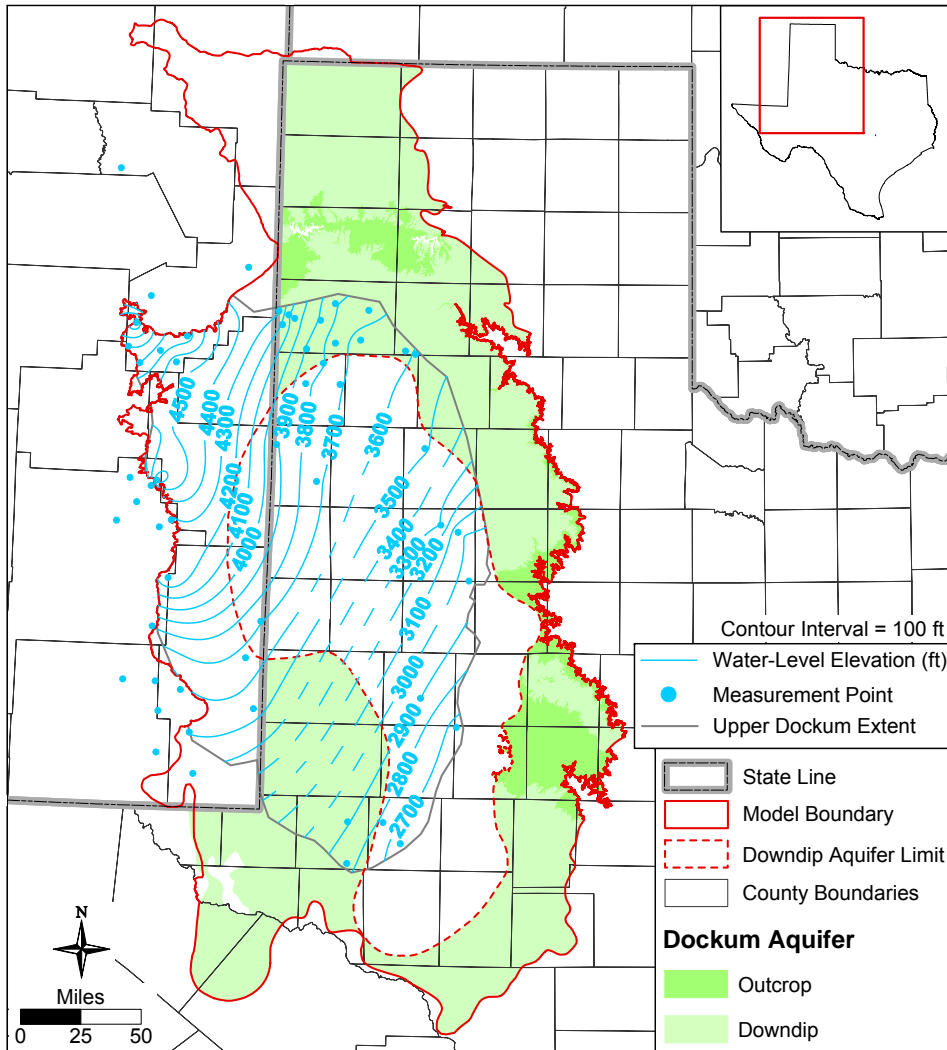 4500
4400
4300
4200
4100
4000
3900
3800
3700
3600
3500
3400
3300
3200
3100
3000
2900
2800
2700
Contour Interval = 100 ft
Water-Level Elevation (ft)
Measurement Point
Upper Dockum Extent
State Line
Model Boundary
Downdip Aquifer Limit
County Boundaries
Dockum Aquifer
Outcrop
Downdip
N
Miles
0 25 50